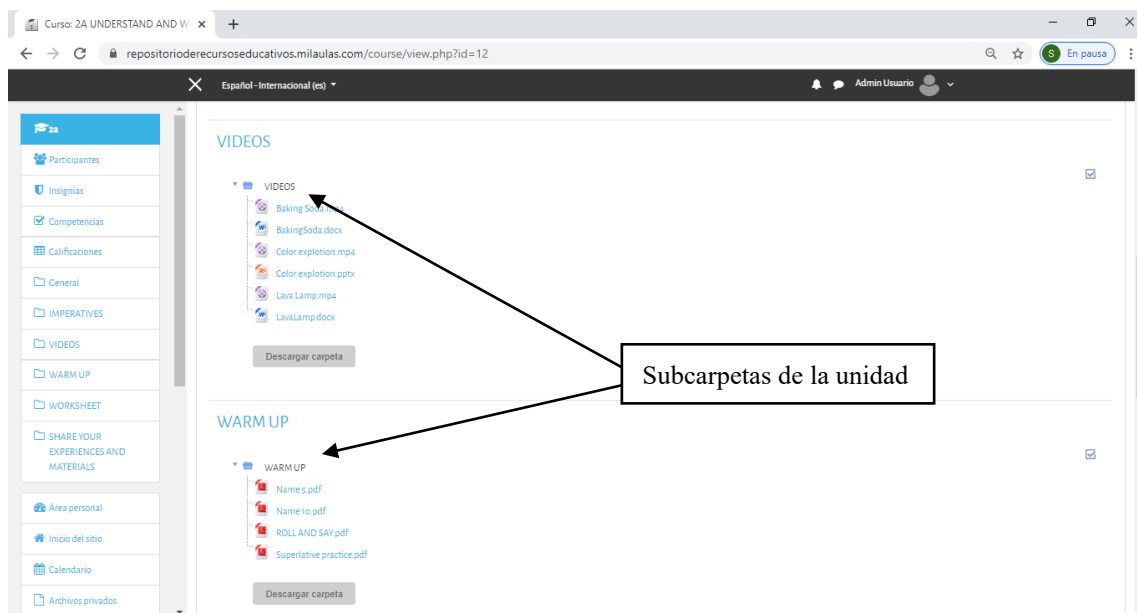 Curso: 2A UNDERSTAND AND W
repositorioderecursoseducativos.milaulas.com/course/view.php?id=12
S En pausa
Español - Internacional (es)
Admin Usuario
2a
Participantes
Insignias
Competencias
Calificaciones
General
IMPERATIVES
VIDEOS
WARM UP
WORKSHEET
SHARE YOUR
EXPERIENCES AND
MATERIALS
Área personal
Inicio del sitio
Calendario
Archivos privados
VIDEOS
VIDEOS
Baking Soda.mp4
BakingSoda.docx
Color explotion.mp4
Color explotion.pptx
Lava Lamp.mp4
LavaLamp.docx
Descargar carpeta
Subcarpetas de la unidad
WARM UP
WARM UP
Name 5.pdf
Name 10.pdf
ROLL AND SAY.pdf
Superlative practice.pdf
Descargar carpeta